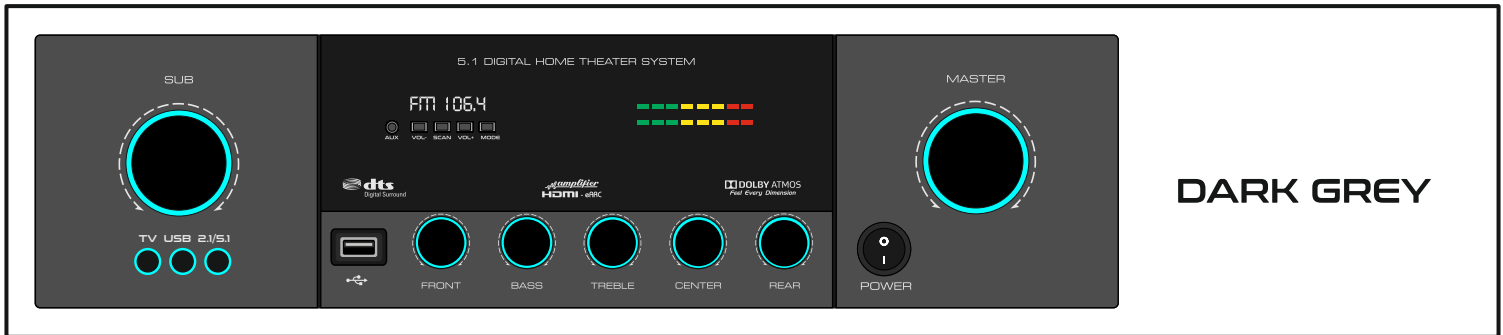 5.1 DIGITAL HOME THEATER SYSTEM
SUB
MASTER
FM 106.4
AUX VOL- SCAN VOL+ MODE
dts
Digital Surround
amplifier
HDMI - eARC
DOLBY ATMOS
Feel Every Dimension
DARK GREY
TV USB 2.1/5.1
FRONT BASS TREBLE CENTER REAR
POWER